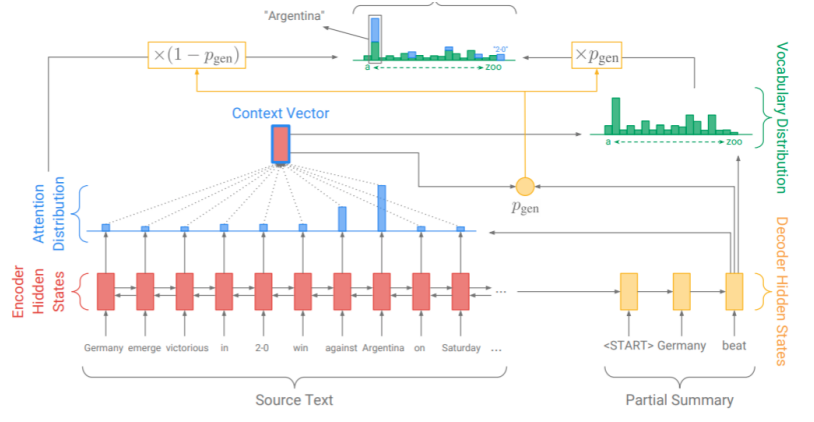 "Argentina"
×(1 − pgen)
"2-0"
×pgen
a
zoo
Context Vector
a
zoo
Vocabulary Distribution
Attention
Distribution
pgen
Encoder
Hidden
States
...
Decoder Hidden States
Germany emerge victorious in 2-0 win against Argentina on Saturday ...
<START> Germany beat
Source Text
Partial Summary